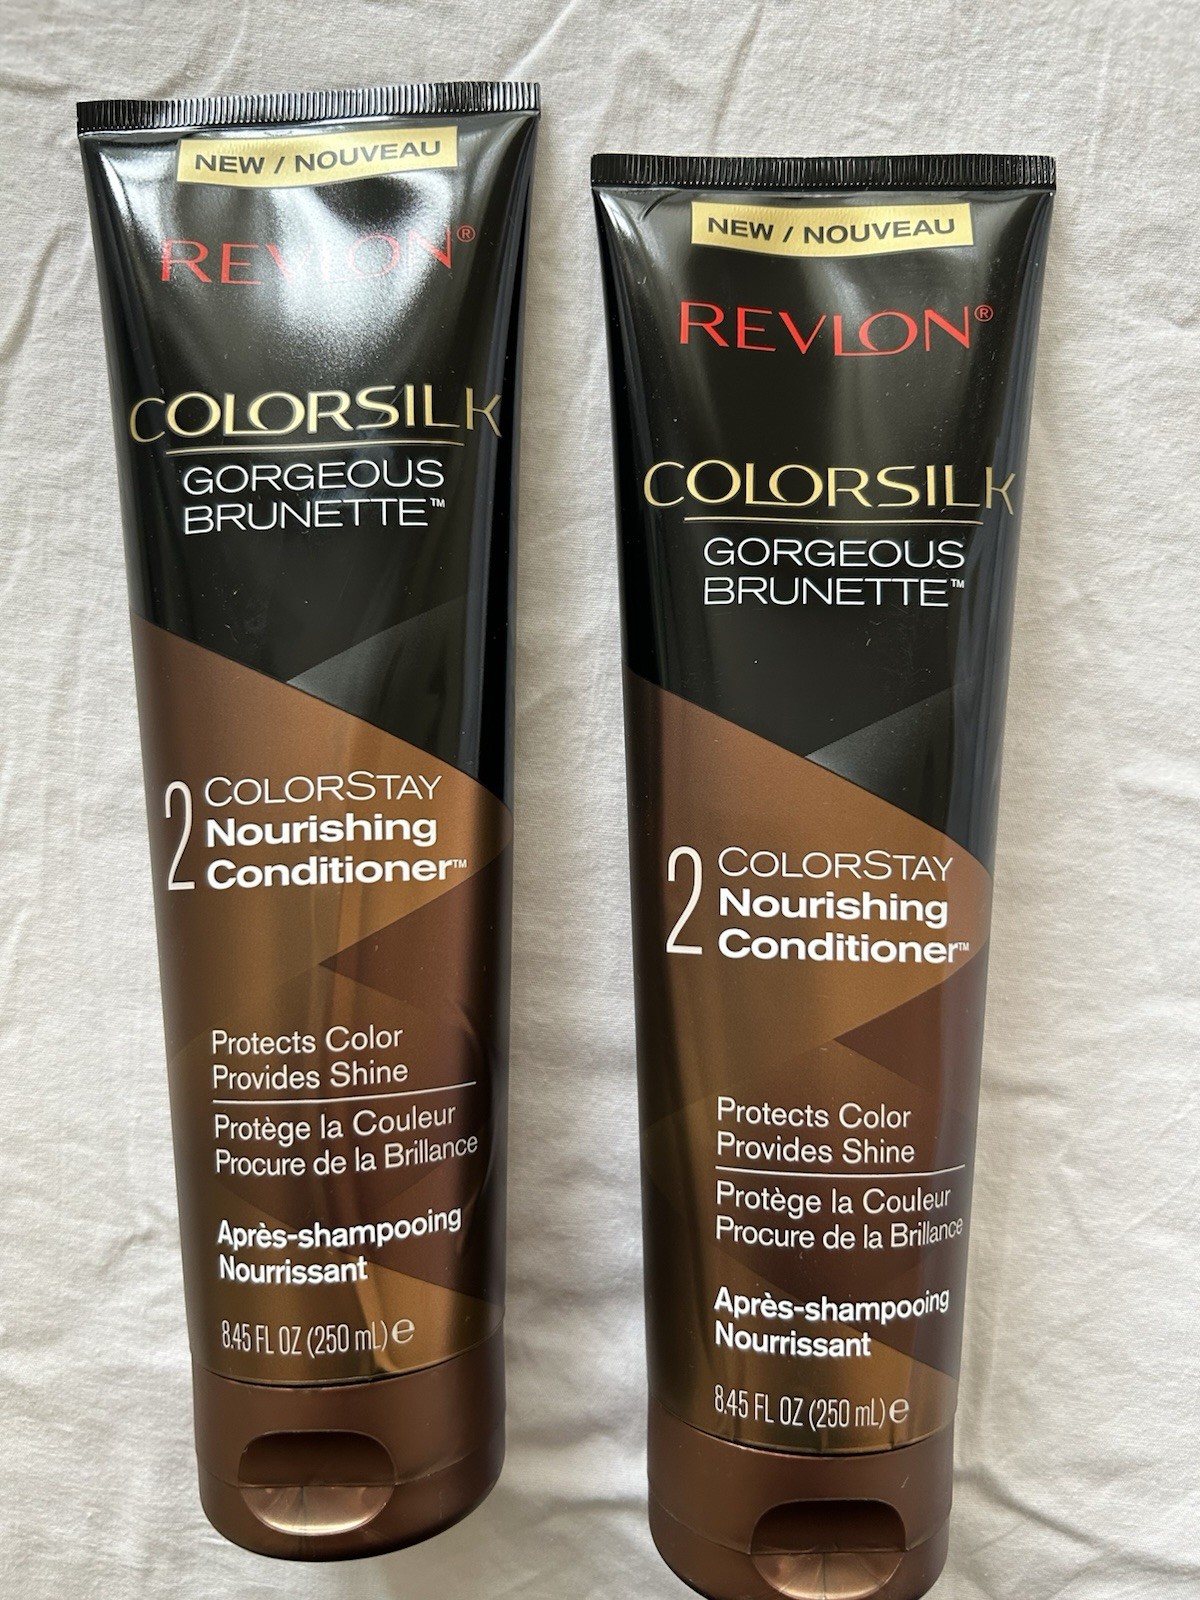 NEW / NOUVEAU
REVLON®
COLORSILK
GORGEOUS
BRUNETTE™
2
COLORSTAY
Nourishing
Conditioner™
Protects Color
Provides Shine
Protège la Couleur
Procure de la Brillance
Après-shampooing
Nourrissant
8.45 FL OZ (250 mL) ℮
NEW / NOUVEAU
REVLON®
COLORSILK
GORGEOUS
BRUNETTE™
2
COLORSTAY
Nourishing
Conditioner™
Protects Color
Provides Shine
Protège la Couleur
Procure de la Brillance
Après-shampooing
Nourrissant
8.45 FL OZ (250 mL) ℮